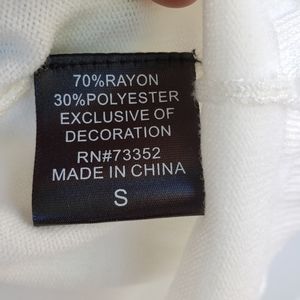 70%RAYON
30%POLYESTER
EXCLUSIVE OF
DECORATION
RN#73352
MADE IN CHINA
S